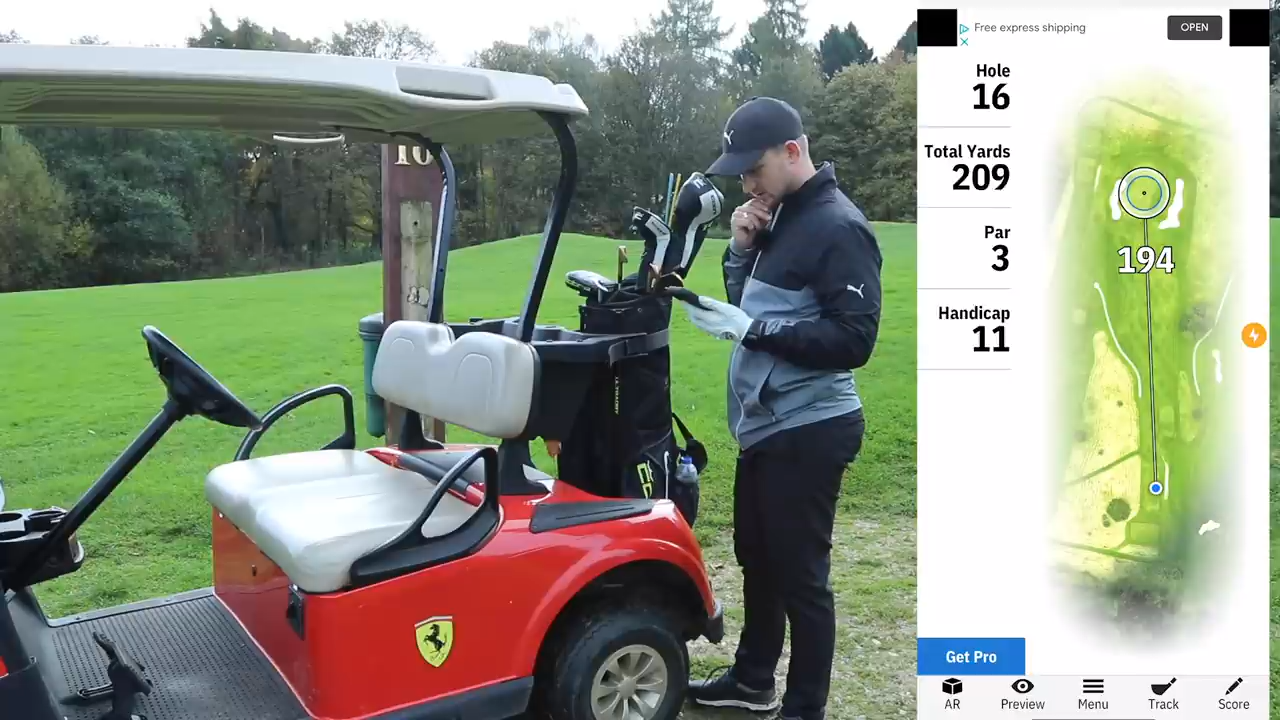 Free express shipping
OPEN
Hole
16
Total Yards
209
Par
3
Handicap
11
194
Get Pro
AR
Preview
Menu
Track
Score